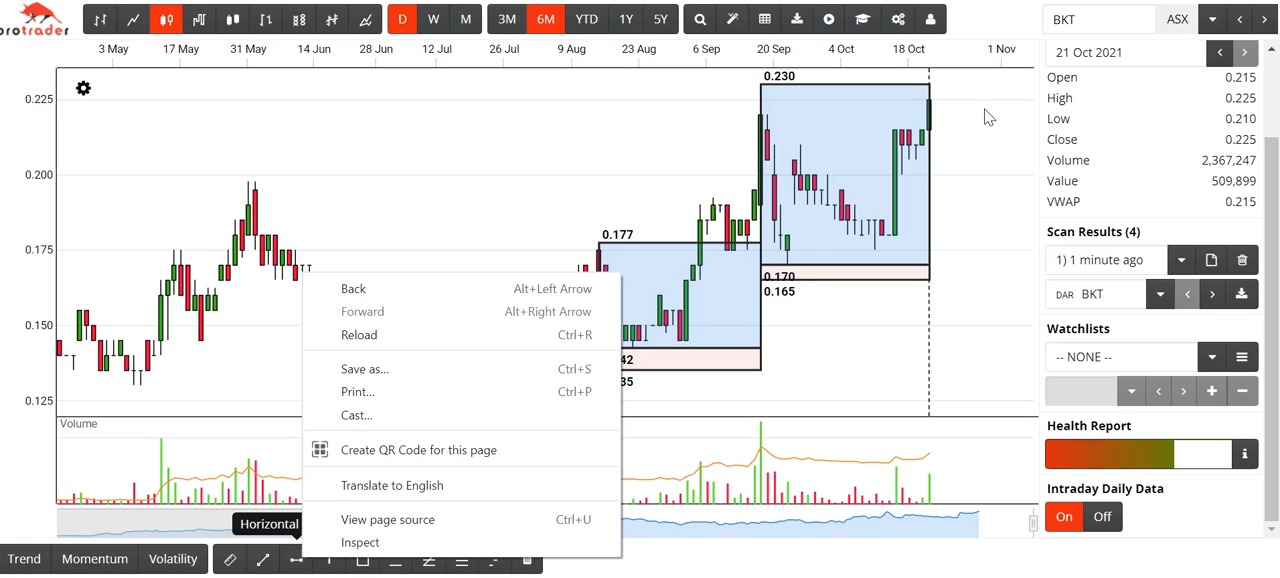 protrader
D W M 3M 6M YTD 1Y 5Y
BKT ASX
3 May 17 May 31 May 14 Jun 28 Jun 12 Jul 26 Jul 9 Aug 23 Aug 6 Sep 20 Sep 4 Oct 18 Oct 1 Nov
0.225
0.200
0.175
0.150
0.125
0.230
0.177
0.170
0.165
42
35
Volume
Back Alt+Left Arrow
Forward Alt+Right Arrow
Reload Ctrl+R
Save as... Ctrl+S
Print... Ctrl+P
Cast...
Create QR Code for this page
Translate to English
View page source Ctrl+U
Inspect
Horizontal
Trend Momentum Volatility
21 Oct 2021
Open 0.215
High 0.225
Low 0.210
Close 0.225
Volume 2,367,247
Value 509,899
VWAP 0.215
Scan Results (4)
1) 1 minute ago
DAR BKT
Watchlists
-- NONE --
Health Report
Intraday Daily Data
On Off